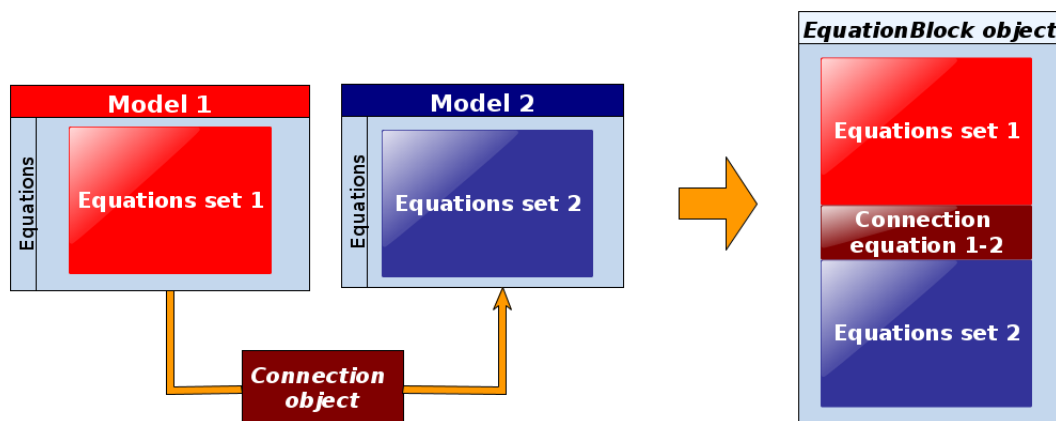 Model 1
Equations
Equations set 1
Model 2
Equations
Equations set 2
Connection
object
EquationBlock object
Equations set 1
Connection
equation 1-2
Equations set 2